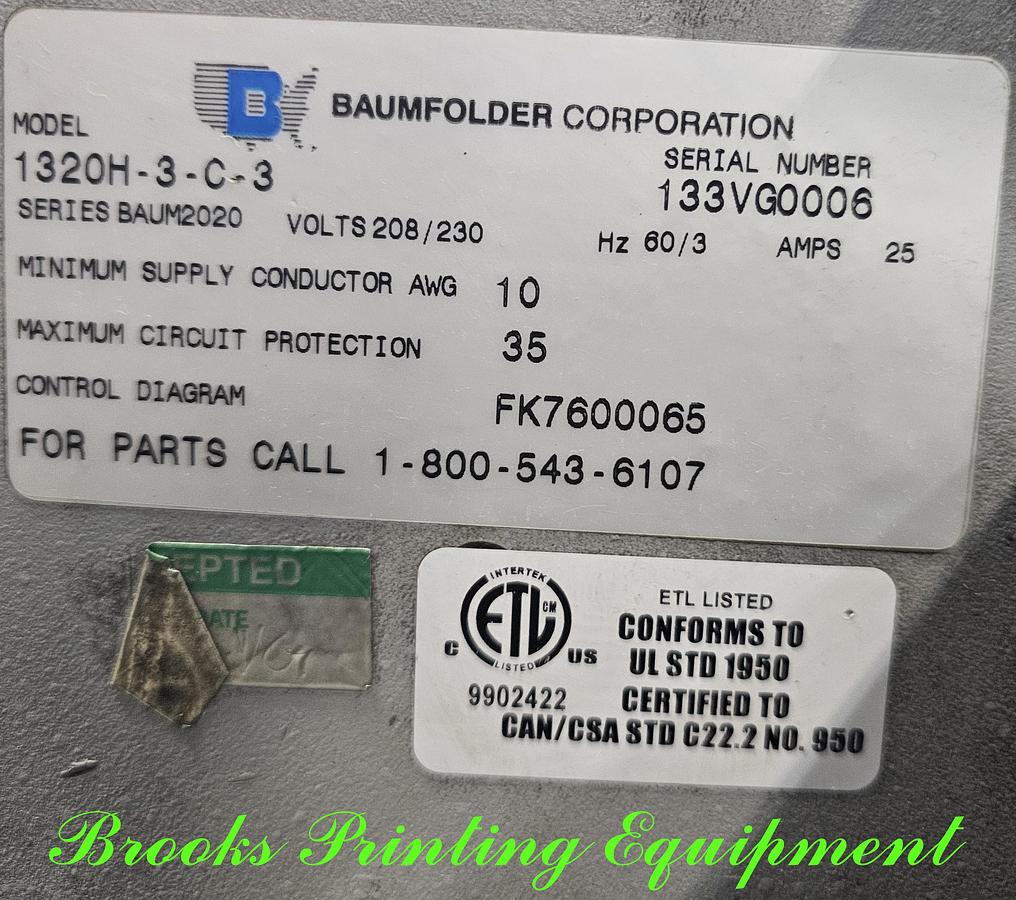 B BAUMFOLDER CORPORATION
MODEL
1320H-3-C-3
SERIAL NUMBER
133VG0006
SERIES BAUM2020 VOLTS 208/230 Hz 60/3 AMPS 25
MINIMUM SUPPLY CONDUCTOR AWG 10
MAXIMUM CIRCUIT PROTECTION 35
CONTROL DIAGRAM FK7600065
FOR PARTS CALL 1-800-543-6107
EPTED
ATE
INTERTEK
ETL CM
LISTED
C US
9902422
ETL LISTED
CONFORMS TO
UL STD 1950
CERTIFIED TO
CAN/CSA STD C22.2 NO. 950
Brooks Printing Equipment